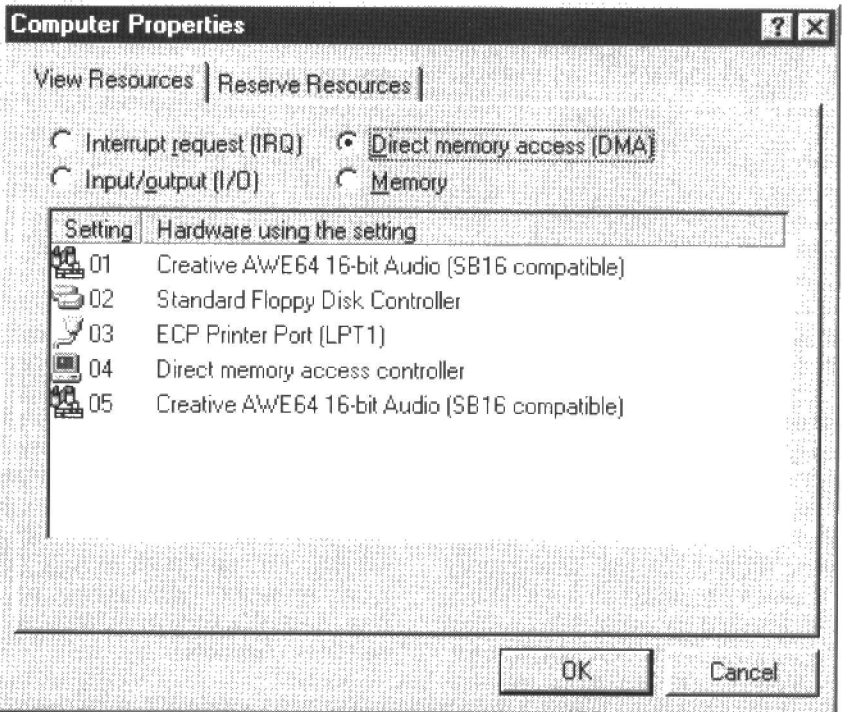 Computer Properties
View Resources Reserve Resources
Interrupt request (IRQ) Direct memory access (DMA)
Input/output (I/O) Memory
Setting Hardware using the setting
01 Creative AWE64 16-bit Audio (SB16 compatible)
02 Standard Floppy Disk Controller
03 ECP Printer Port (LPT1)
04 Direct memory access controller
05 Creative AWE64 16-bit Audio (SB16 compatible)
OK Cancel